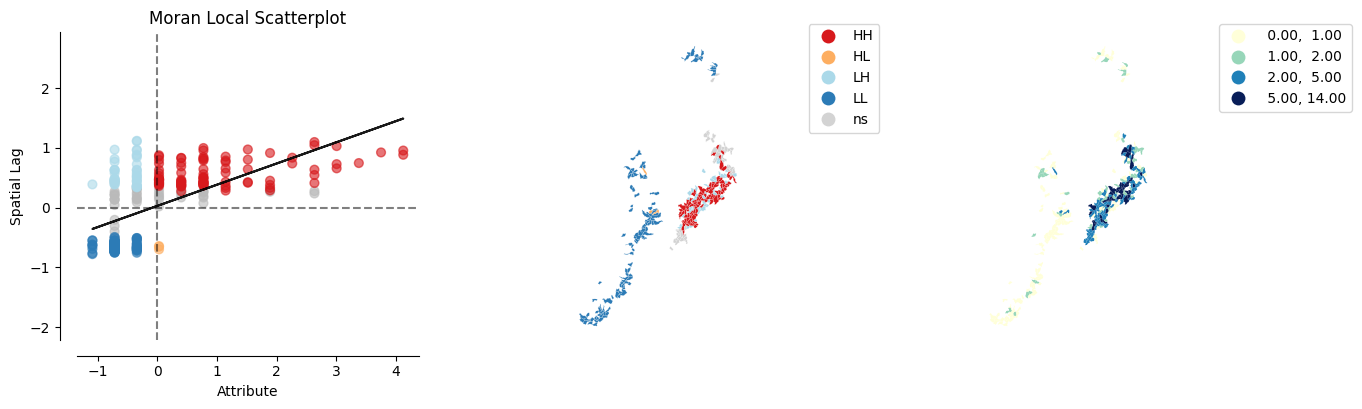 Moran Local Scatterplot
Spatial Lag
2
1
0
−1
−2
−1
0
1
2
3
4
Attribute
HH
HL
LH
LL
ns
0.00, 1.00
1.00, 2.00
2.00, 5.00
5.00, 14.00